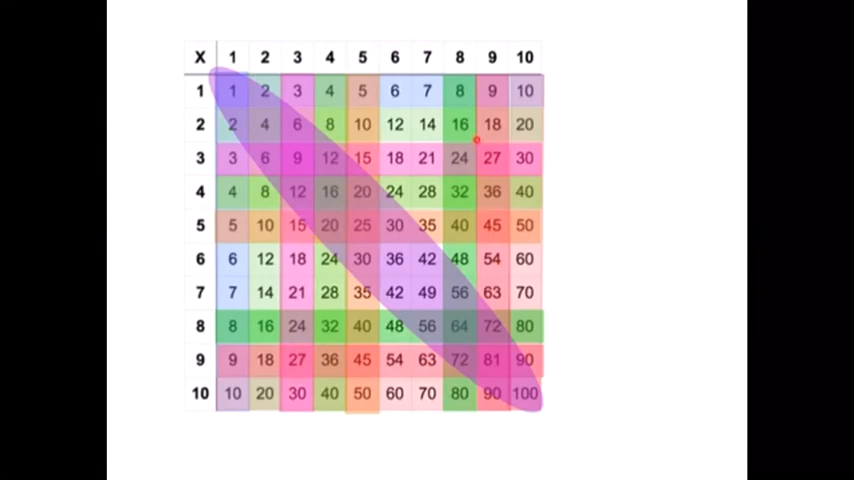 X 1 2 3 4 5 6 7 8 9 10
1 1 2 3 4 5 6 7 8 9 10
2 2 4 6 8 10 12 14 16 18 20
3 3 6 9 12 15 18 21 24 27 30
4 4 8 12 16 20 24 28 32 36 40
5 5 10 15 20 25 30 35 40 45 50
6 6 12 18 24 30 36 42 48 54 60
7 7 14 21 28 35 42 49 56 63 70
8 8 16 24 32 40 48 56 64 72 80
9 9 18 27 36 45 54 63 72 81 90
10 10 20 30 40 50 60 70 80 90 100